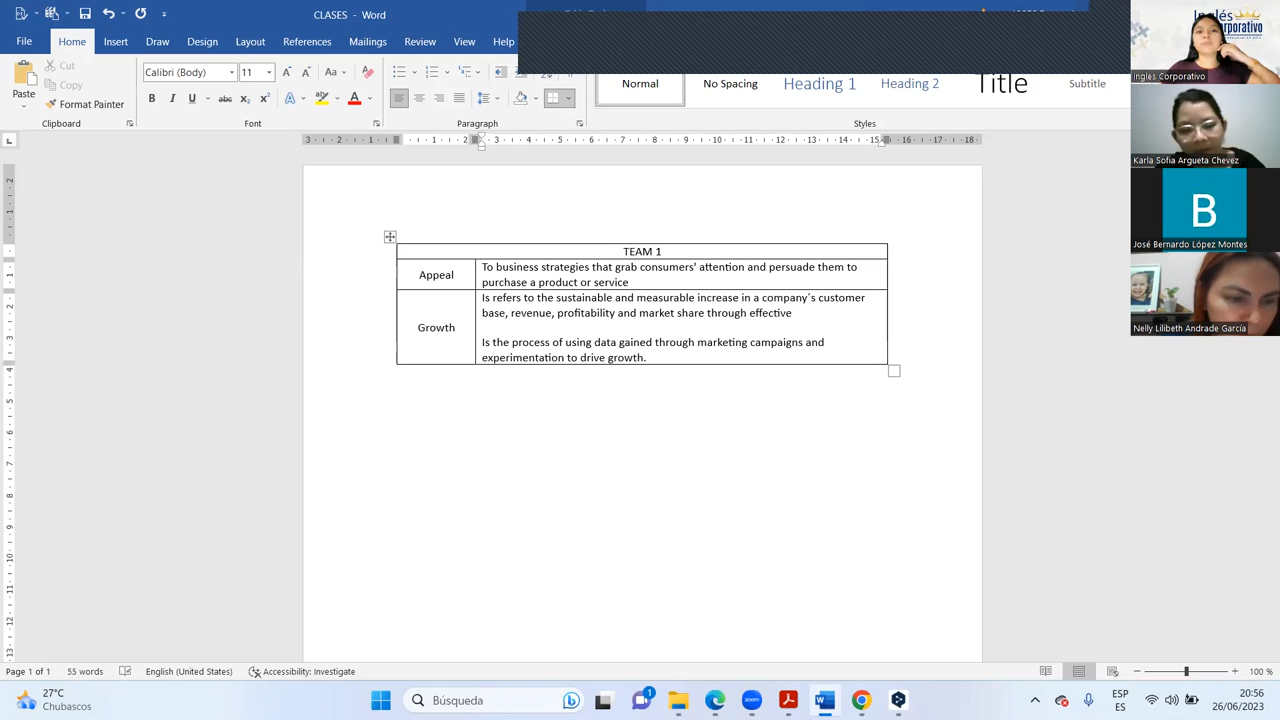 CLASES - Word
Inglés
Corporativo
File
Home
Insert
Draw
Design
Layout
References
Mailings
Review
View
Help
Cut
Copy
Paste
Format Painter
Calibri (Body)
11
Normal
No Spacing
Heading 1
Heading 2
Title
Subtitle
Clipboard
Font
Paragraph
Styles
Ingles Corporativo
Karla Sofia Argueta Chevez
B
José Bernardo López Montes
Nelly Lilibeth Andrade García
TEAM 1
Appeal
To business strategies that grab consumers' attention and persuade them to
purchase a product or service
Growth
Is refers to the sustainable and measurable increase in a company´s customer
base, revenue, profitability and market share through effective
Is the process of using data gained through marketing campaigns and
experimentation to drive growth.
Page 1 of 1
55 words
English (United States)
Accessibility: Investigate
100 %
27°C
Chubascos
Búsqueda
zoom
1
ESP
ES
20:56
26/06/2023